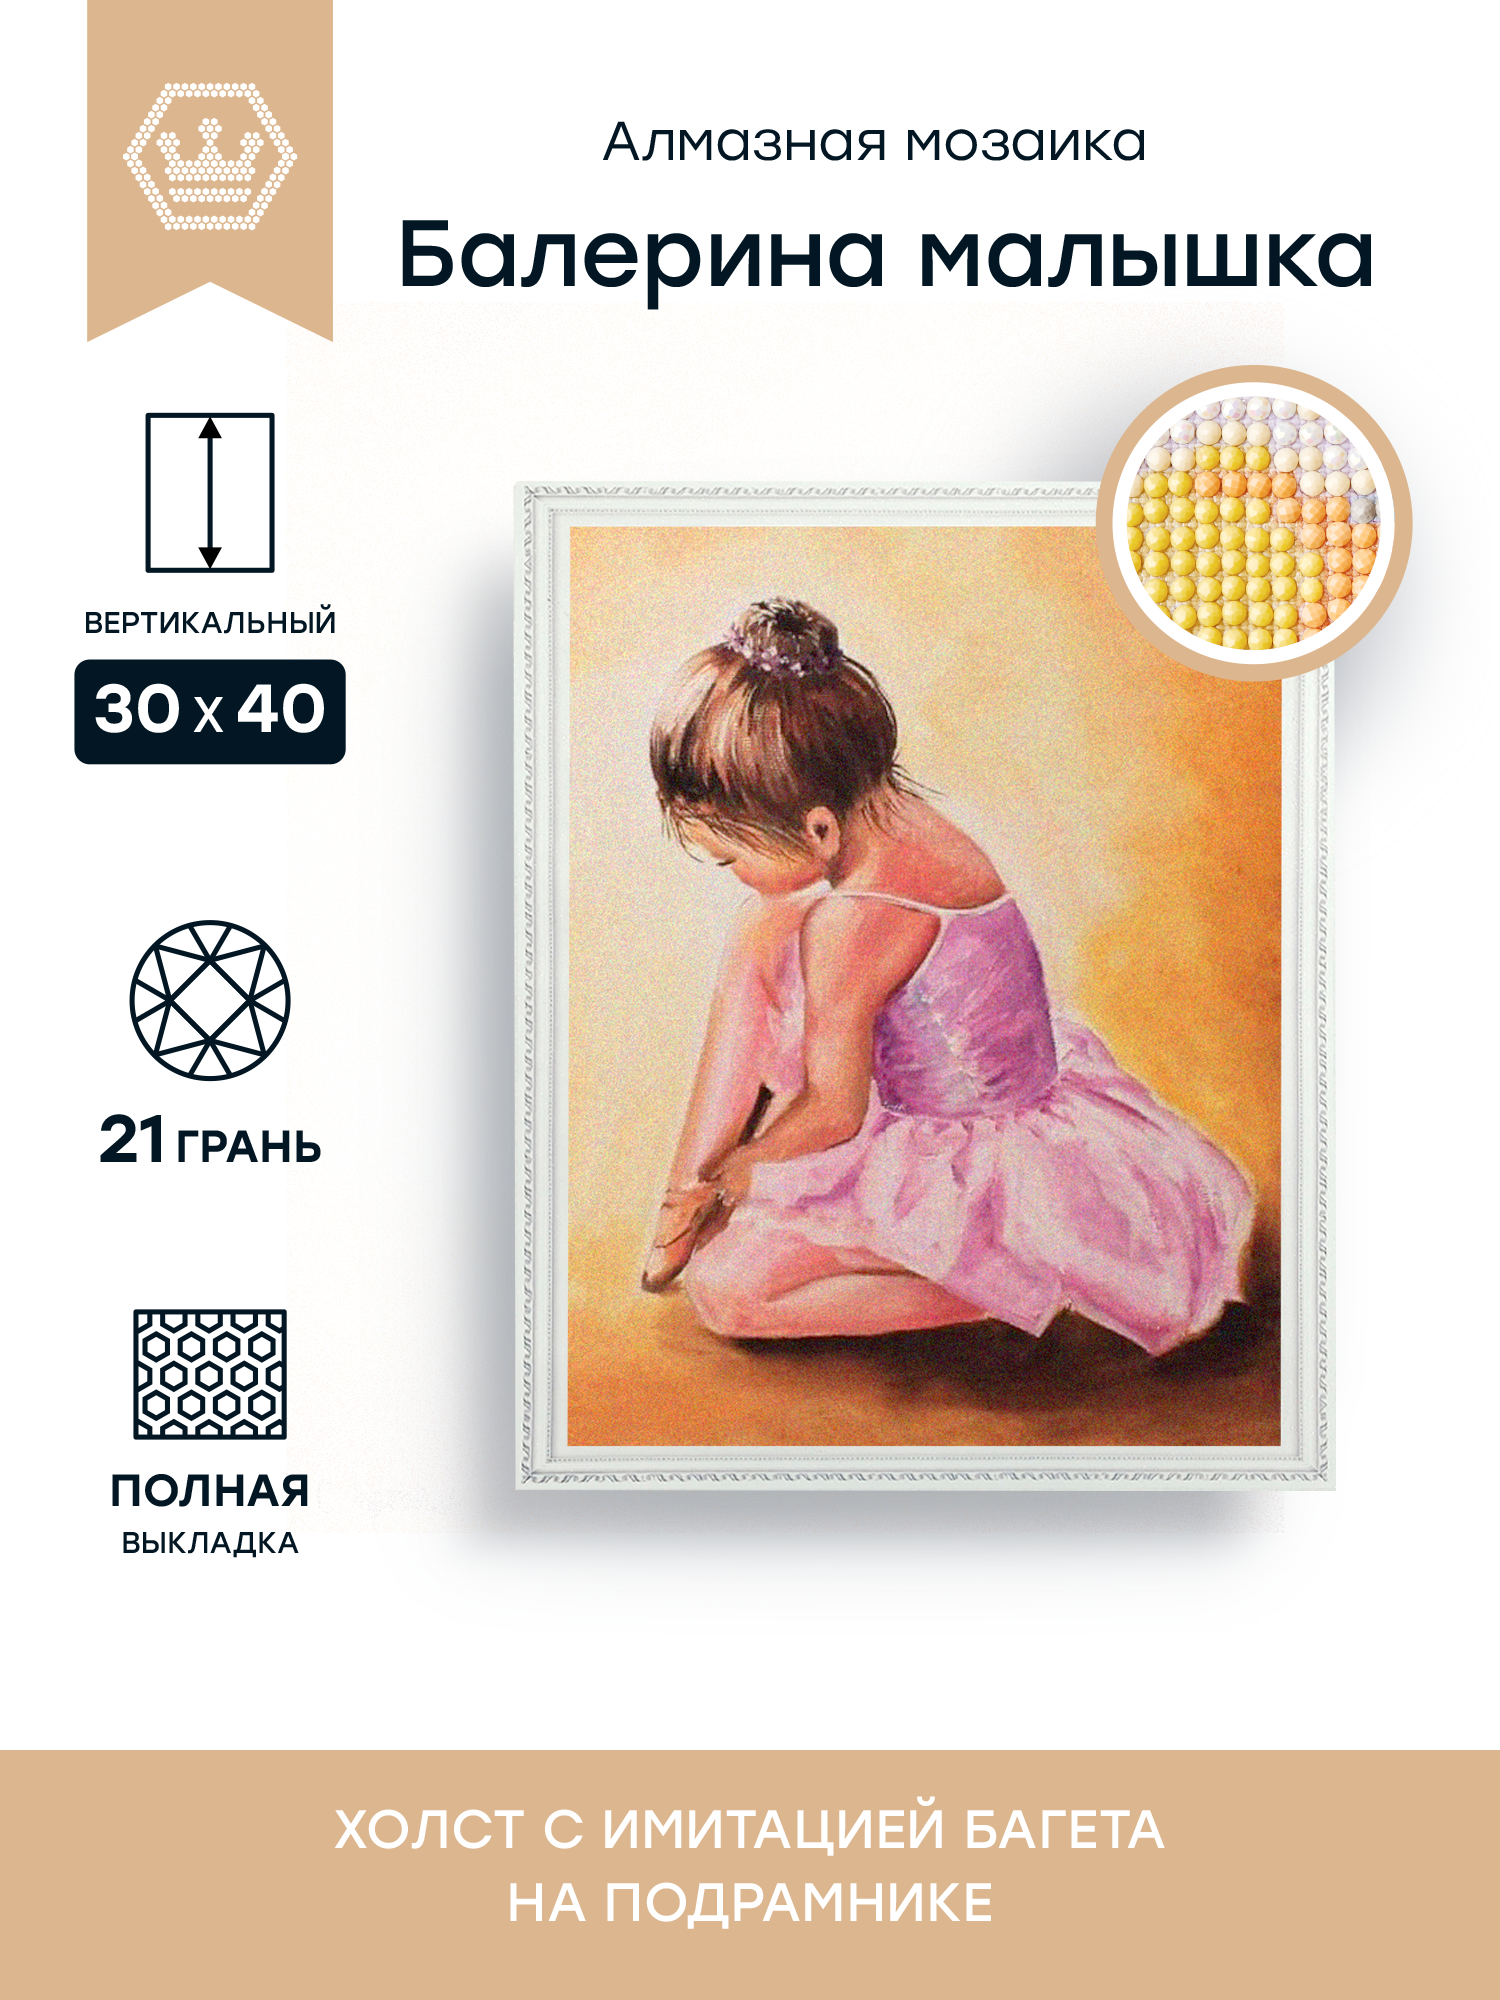 Алмазная мозаика
Балерина малышка
ВЕРТИКАЛЬНЫЙ
30 X 40
21 ГРАНЬ
ПОЛНАЯ
ВЫКЛАДКА
ХОЛСТ С ИМИТАЦИЕЙ БАГЕТА
НА ПОДРАМНИКЕ